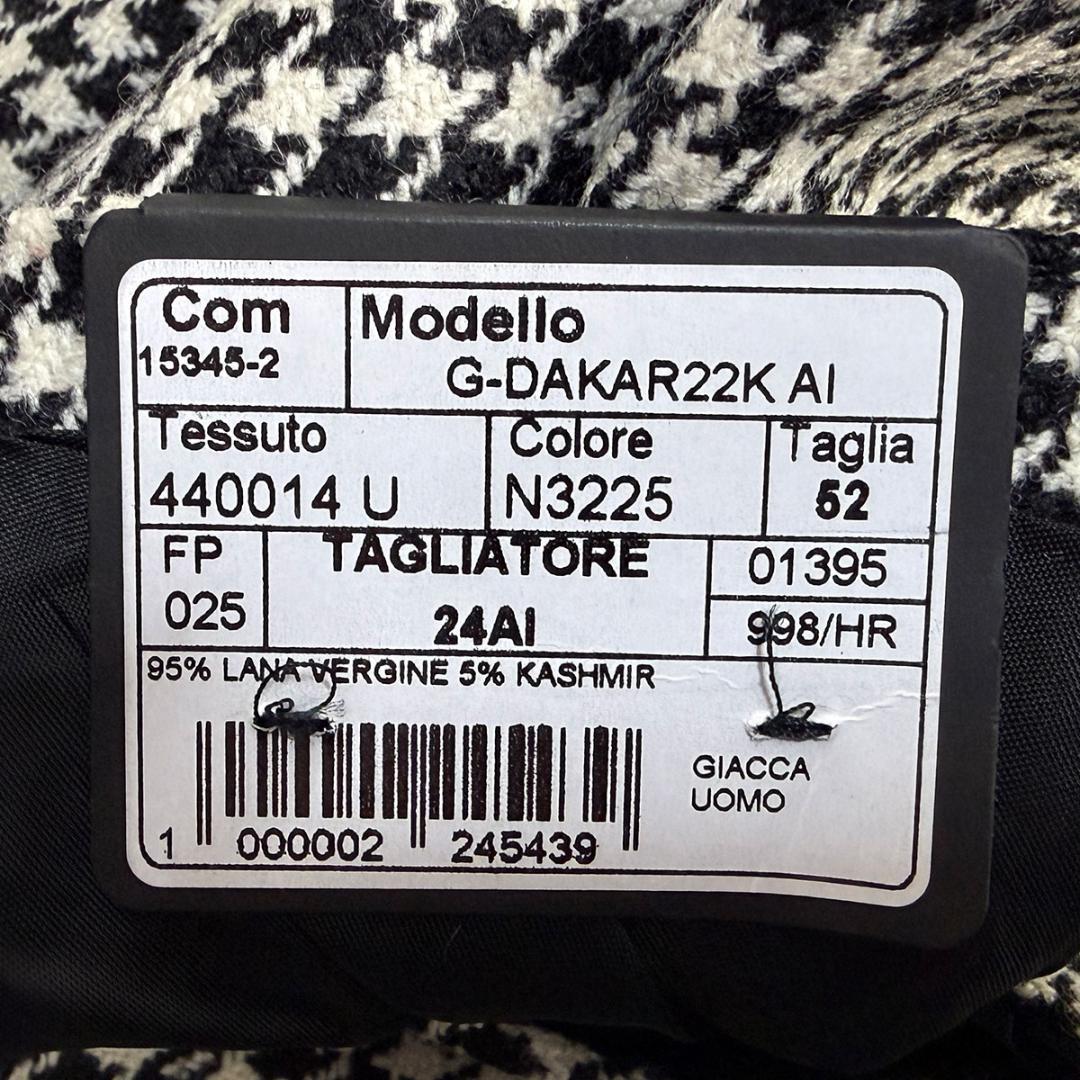 Com
15345-2
Modello
G-DAKAR22K AI
Tessuto
440014 U
Colore
N3225
Taglia
52
FP
025
TAGLIATORE
24AI
01395
998/HR
95% LANA VERGINE 5% KASHMIR
1 000002 245439
GIACCA
UOMO